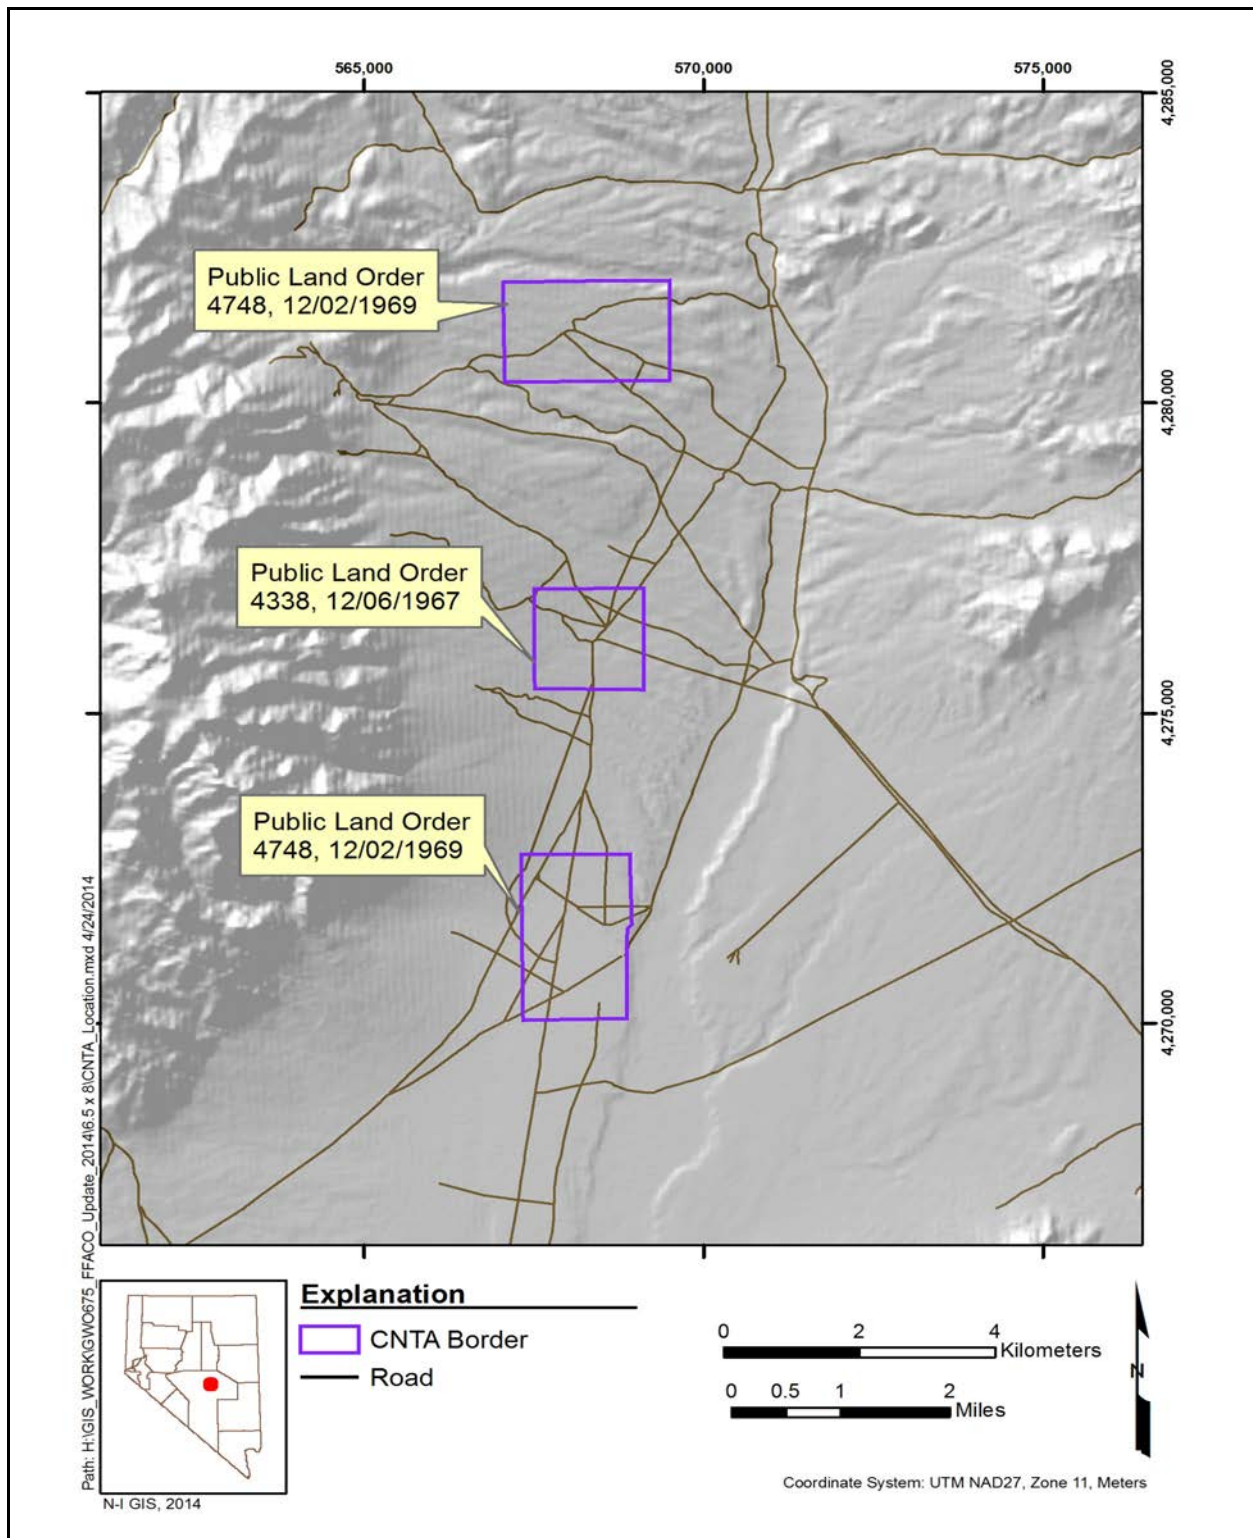 565,000
570,000
575,000
4,285,000
Public Land Order
4748, 12/02/1969
4,280,000
Public Land Order
4338, 12/06/1967
4,275,000
Public Land Order
4748, 12/02/1969
4,270,000
Path: H:\GIS_WORK\GWO675_FFACO_Update_2014\6.5 x 8\CNTA_Location.mxd 4/24/2014
Explanation
CNTA Border
Road
0 2 4
Kilometers
0 0.5 1 2
Miles
N
Coordinate System: UTM NAD27, Zone 11, Meters
N-I GIS, 2014